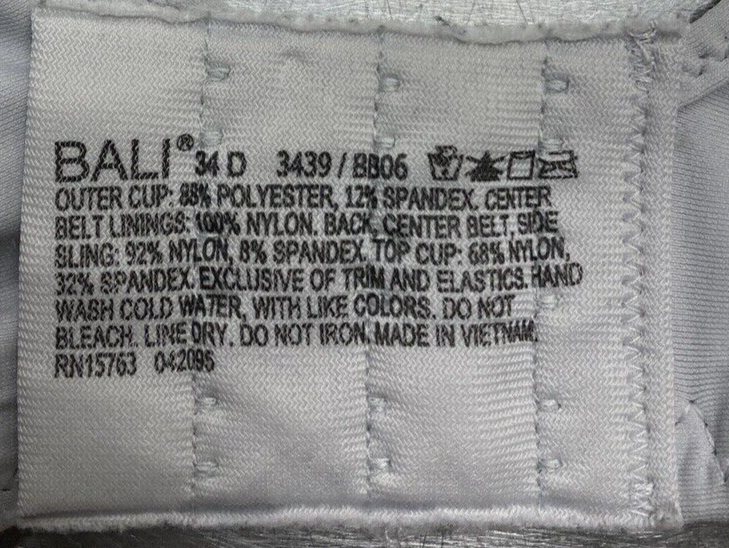 BALI® 34 D 3439 / BB06
OUTER CUP: 88% POLYESTER, 12% SPANDEX. CENTER
BELT LININGS: 100% NYLON. BACK, CENTER BELT, SIDE
SLING: 92% NYLON, 8% SPANDEX. TOP CUP: 68% NYLON,
32% SPANDEX. EXCLUSIVE OF TRIM AND ELASTICS. HAND
WASH COLD WATER, WITH LIKE COLORS. DO NOT
BLEACH. LINE DRY. DO NOT IRON. MADE IN VIETNAM.
RN15763 042095